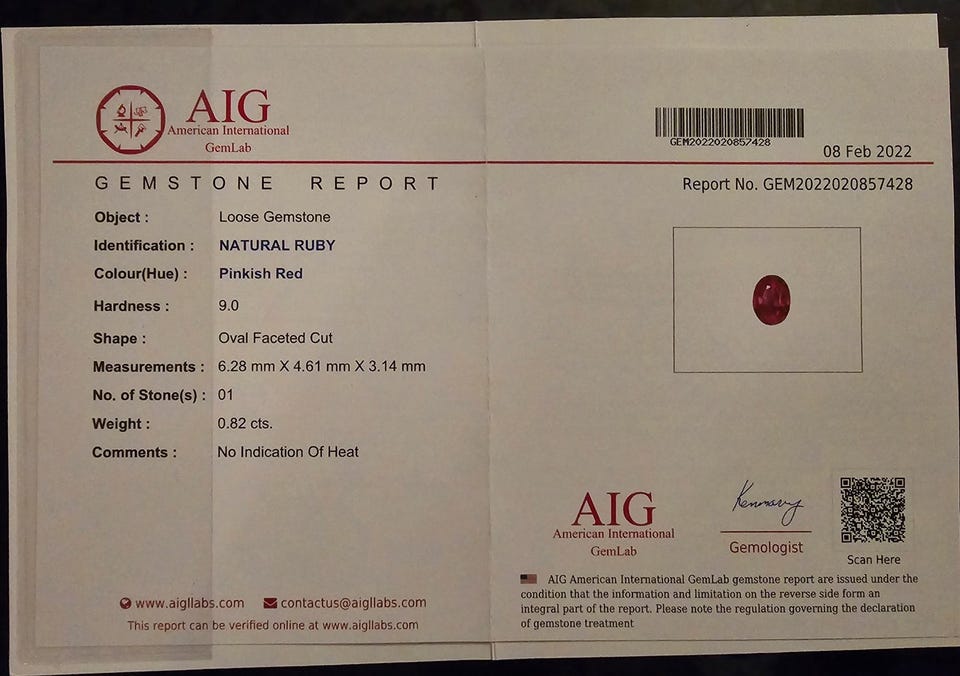 AIG
American International
GemLab
GEM2022020857428
08 Feb 2022
GEMSTONE REPORT
Report No. GEM2022020857428
Object : Loose Gemstone
Identification : NATURAL RUBY
Colour(Hue) : Pinkish Red
Hardness : 9.0
Shape : Oval Faceted Cut
Measurements : 6.28 mm X 4.61 mm X 3.14 mm
No. of Stone(s) : 01
Weight : 0.82 cts.
Comments : No Indication Of Heat
www.aigllabs.com contactus@aigllabs.com
This report can be verified online at www.aigllabs.com
AIG
American International
GemLab
Gemologist
Scan Here
AIG American International GemLab gemstone report are issued under the
condition that the information and limitation on the reverse side form an
integral part of the report. Please note the regulation governing the declaration
of gemstone treatment